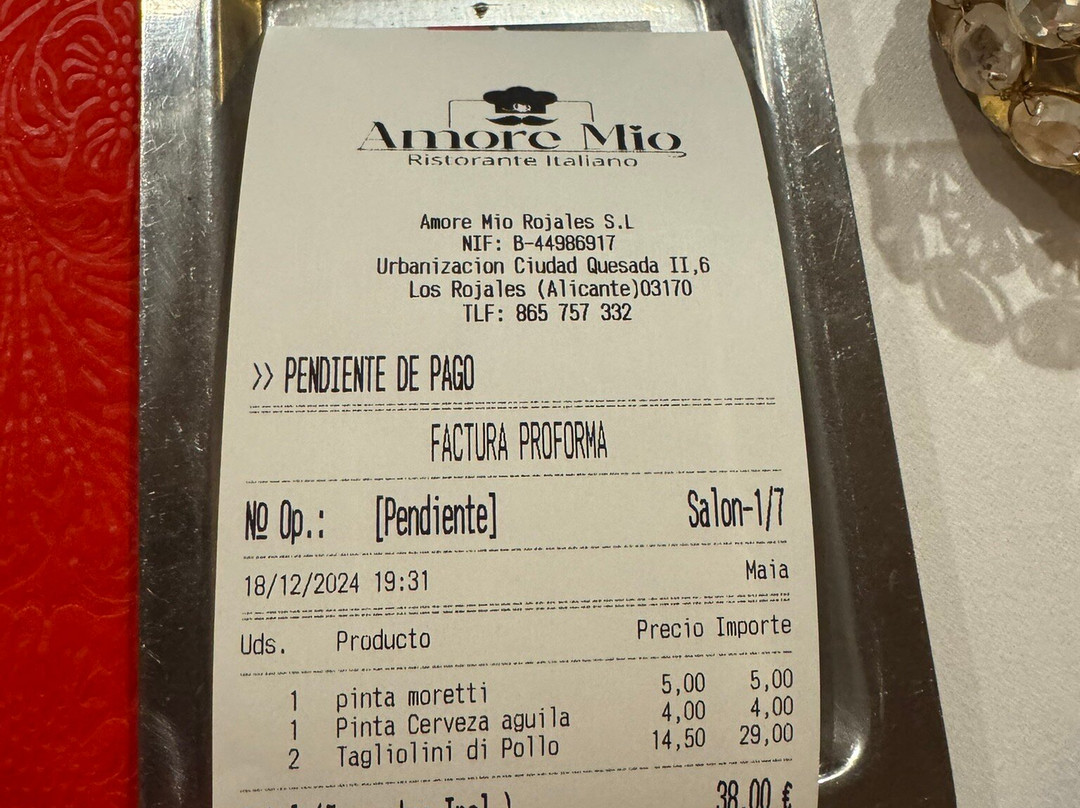 Amore Mio
Ristorante Italiano
Amore Mio Rojales S.L
NIF: B-44986917
Urbanizacion Ciudad Quesada II,6
Los Rojales (Alicante)03170
TLF: 865 757 332
>> PENDIENTE DE PAGO
FACTURA PROFORMA
Nº Op.: [Pendiente] Salon-1/7
18/12/2024 19:31 Maia
Uds. Producto Precio Importe
1 pinta moretti 5,00 5,00
1 Pinta Cerveza aguila 4,00 4,00
2 Tagliolini di Pollo 14,50 29,00
38,00 €